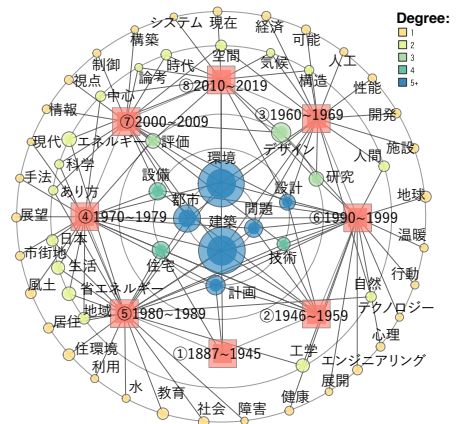 Degree:
1
2
3
4
5+
システム
現在
経済
可能
構築
時代
空間
気候
人工
制御
論考
⑧2010~2019
構造
視点
中心
性能
情報
⑦2000~2009
③1960~1969
開発
現代
エネルギー
評価
デザイン
施設
科学
環境
人間
手法
あり方
設備
都市
設計
研究
地球
展望
④1970~1979
建築
問題
⑥1990~1999
日本
温暖
市街地
生活
住宅
技術
行動
風土
省エネルギー
計画
自然
テクノロジー
居住
地域
⑤1980~1989
②1946~1959
心理
住環境
①1887~1945
工学
エンジニアリング
利用
展開
水
教育
健康
社会
障害